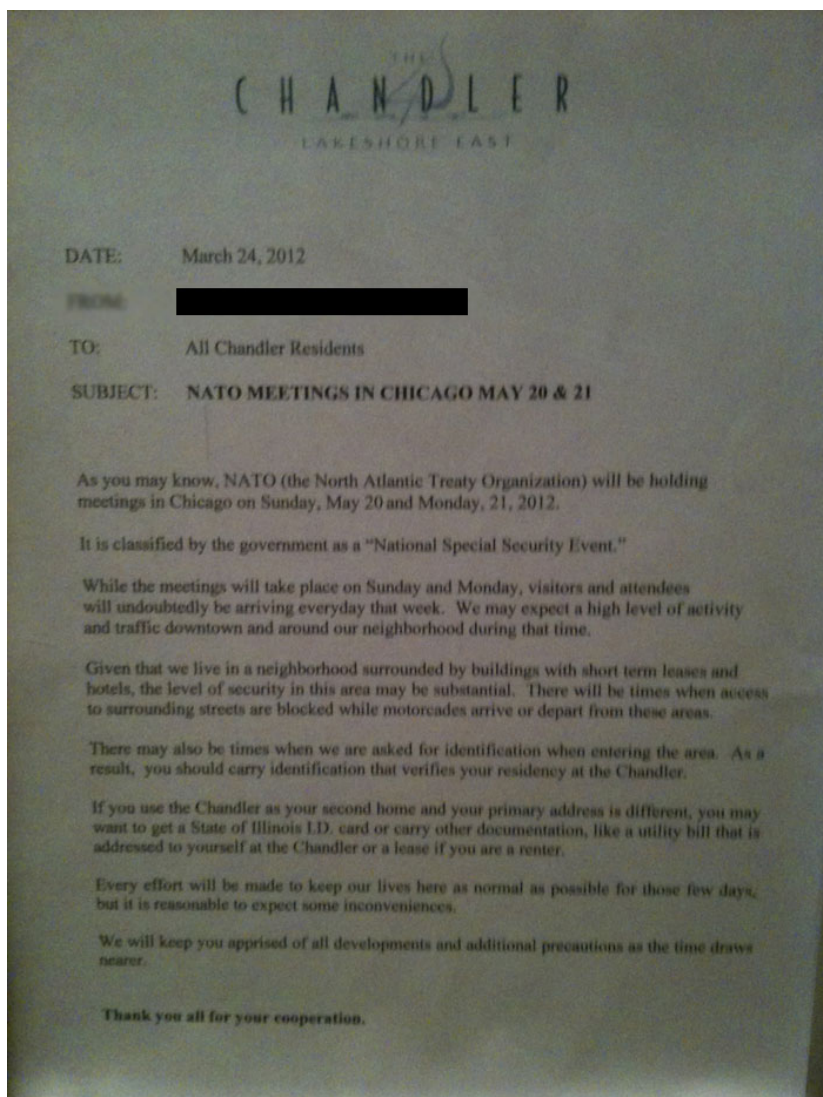 THE
CHANDLER
LAKESHORE EAST
DATE: March 24, 2012
FROM:
TO: All Chandler Residents
SUBJECT: NATO MEETINGS IN CHICAGO MAY 20 & 21
As you may know, NATO (the North Atlantic Treaty Organization) will be holding
meetings in Chicago on Sunday, May 20 and Monday, 21, 2012.
It is classified by the government as a “National Special Security Event.”
While the meetings will take place on Sunday and Monday, visitors and attendees
will undoubtedly be arriving everyday that week. We may expect a high level of activity
and traffic downtown and around our neighborhood during that time.
Given that we live in a neighborhood surrounded by buildings with short term leases and
hotels, the level of security in this area may be substantial. There will be times when access
to surrounding streets are blocked while motorcades arrive or depart from these areas.
There may also be times when we are asked for identification when entering the area. As a
result, you should carry identification that verifies your residency at the Chandler.
If you use the Chandler as your second home and your primary address is different, you may
want to get a State of Illinois I.D. card or carry other documentation, like a utility bill that is
addressed to yourself at the Chandler or a lease if you are a renter.
Every effort will be made to keep our lives here as normal as possible for those few days,
but it is reasonable to expect some inconveniences.
We will keep you apprised of all developments and additional precautions as the time draws
nearer.
Thank you all for your cooperation.